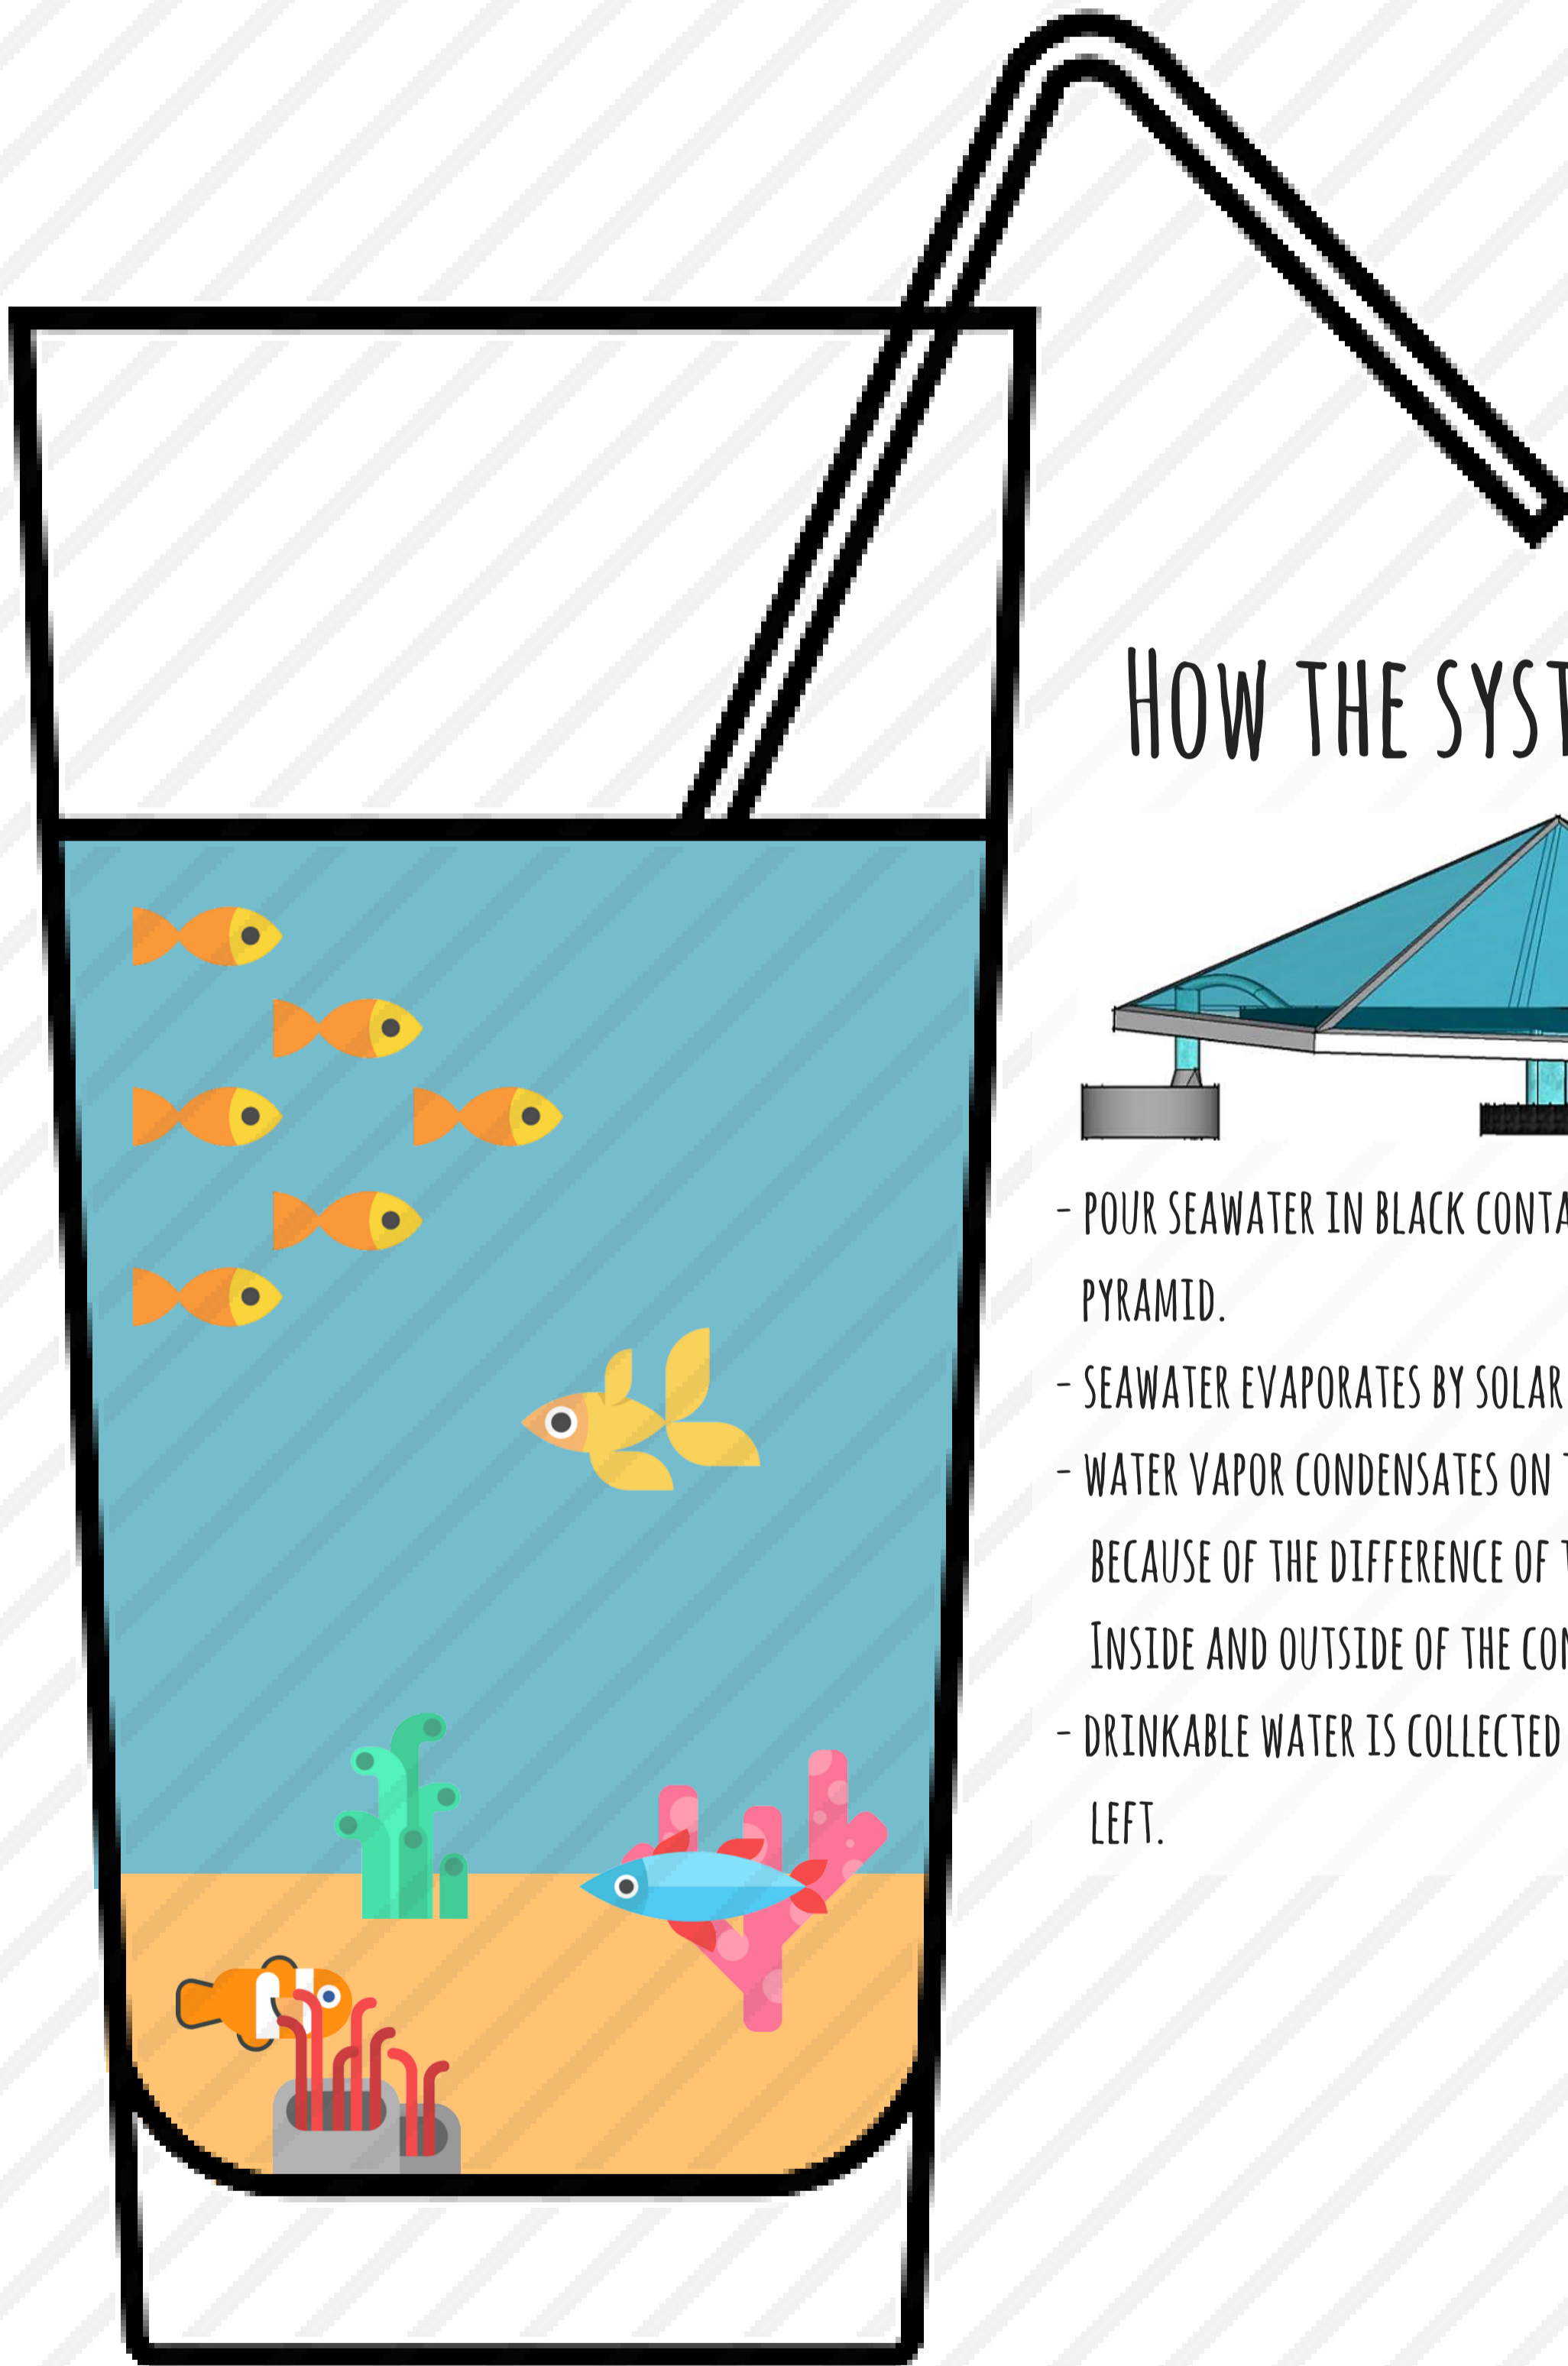 How the syst
- pour seawater in black conta
pyramid.
- seawater evaporates by solar
- water vapor condensates on t
because of the difference of t
Inside and outside of the con
- drinkable water is collected
left.